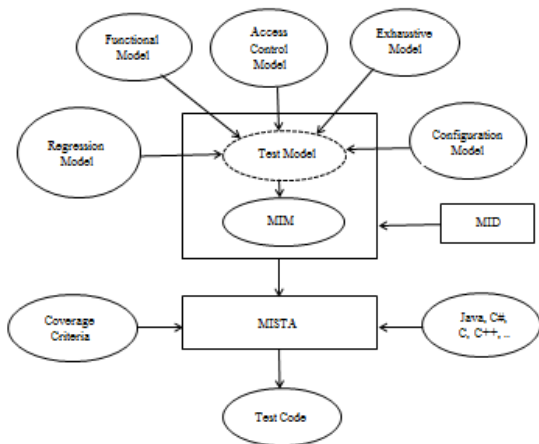 Functional
Model
Access
Control
Model
Exhaustive
Model
Regression
Model
Test Model
Configuration
Model
MIM
MID
Coverage
Criteria
MISTA
Java, C#,
C, C++, ..
Test Code